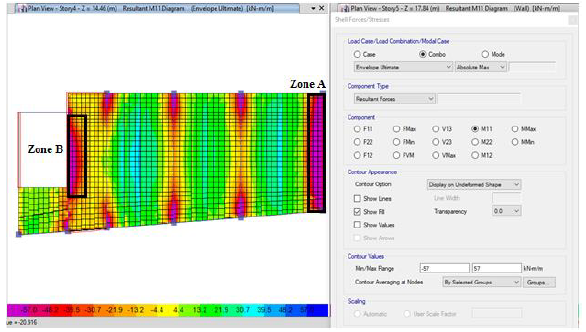 Plan View - Story4 - Z = 14.46 (m) Resultant M11 Diagram (Envelope Ultimate) [kN-m/m]
Zone A
Zone B
-57.0 -48.2 -39.5 -30.7 -21.9 -13.2 -4.4 4.4 13.1 21.9 30.7 39.5 48.2 57.0
ue = -20.916
Plan View - Story5 - Z = 17.84 (m) Resultant M11 Diagram (Wall) [kN-m/m]
Shell Forces/Stresses
Load Case/Load Combination/Modal Case
Case Combo Mode
Envelope Ultimate Absolute Max
Component Type
Resultant Forces
Component
F11 FMax V13 M11 MMax
F22 FMin V23 M22 MMin
F12 FVM VMax M12
Contour Appearance
Contour Option Display on Undeformed Shape
Show Lines Line Width
Show Fill Transparency 0.0
Show Values
Show Arrows
Contour Values
Min/Max Range -57 57 kN-m/m
Contour Averaging at Nodes By Selected Groups Groups...
Scaling
Automatic User Scale Factor